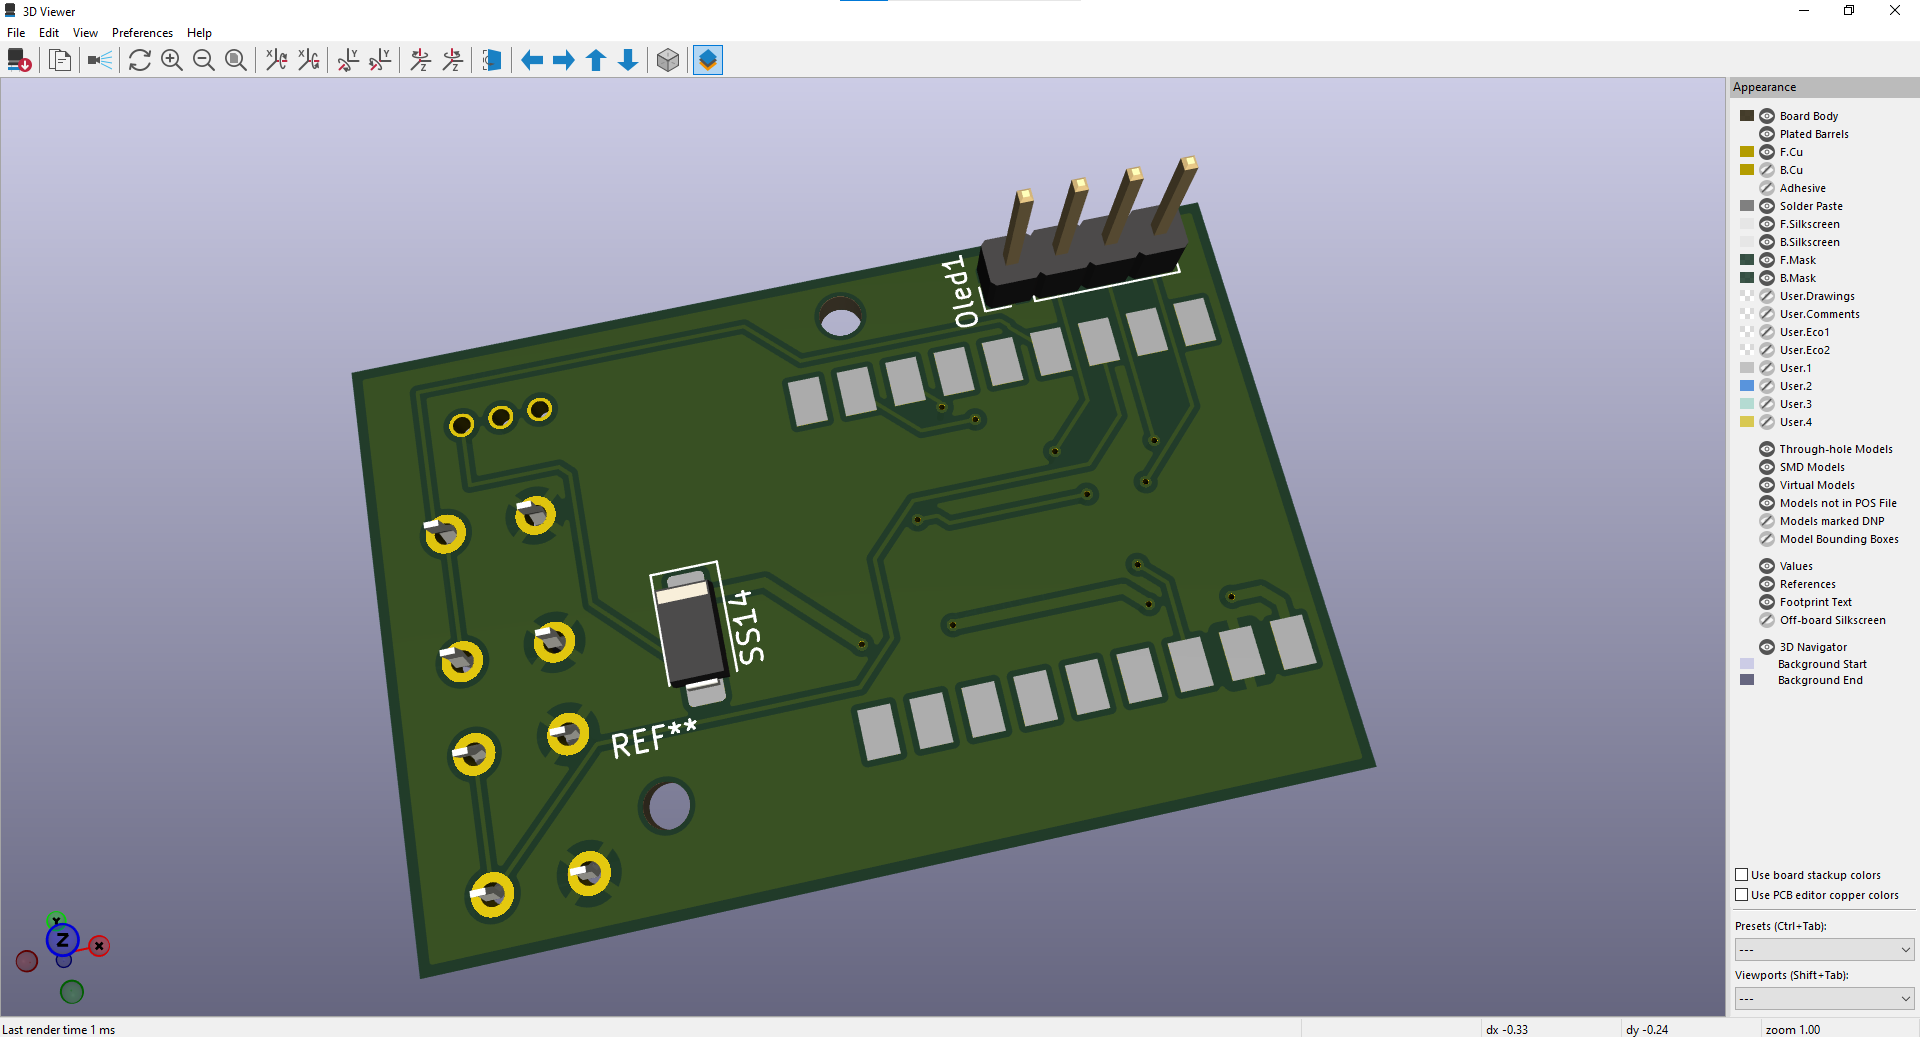 3D Viewer
File Edit View Preferences Help
Appearance
Board Body
Plated Barrels
F.Cu
B.Cu
Adhesive
Solder Paste
F.Silkscreen
B.Silkscreen
F.Mask
B.Mask
User.Drawings
User.Comments
User.Eco1
User.Eco2
User.1
User.2
User.3
User.4
Through-hole Models
SMD Models
Virtual Models
Models not in POS File
Models marked DNP
Model Bounding Boxes
Values
References
Footprint Text
Off-board Silkscreen
3D Navigator
Background Start
Background End
Use board stackup colors
Use PCB editor copper colors
Presets (Ctrl+Tab):
---
Viewports (Shift+Tab):
---
Oled1
4SS1
REF**
Y
Z
X
Last render time 1 ms
dx -0.33
dy -0.24
zoom 1.00